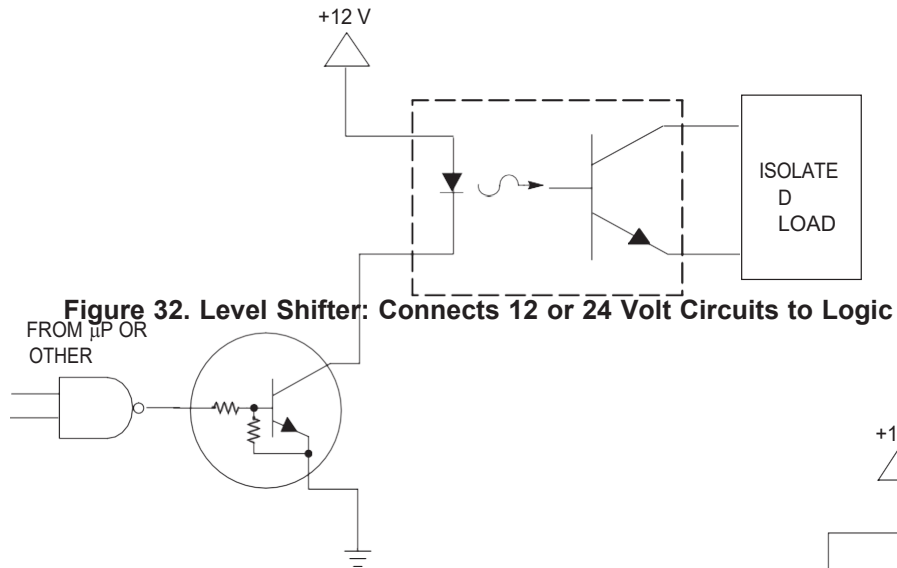 +12 V
ISOLATE
D
LOAD
Figure 32. Level Shifter: Connects 12 or 24 Volt Circuits to Logic
FROM μP OR
OTHER
+1